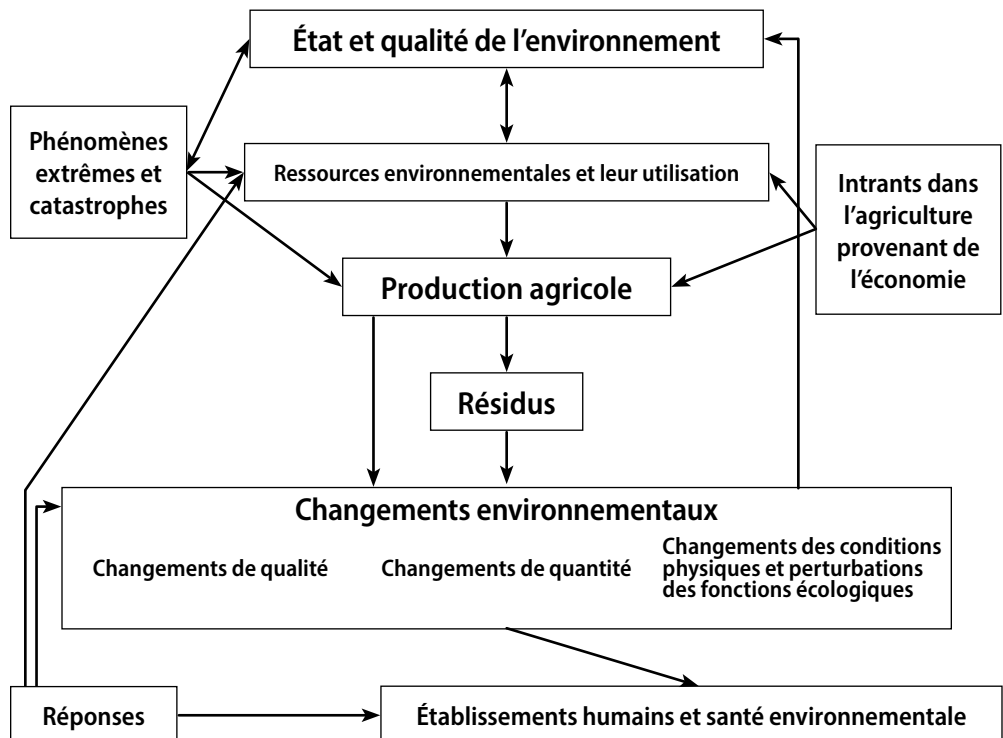 État et qualité de l’environnement
Phénomènes
extrêmes et
catastrophes
Ressources environnementales et leur utilisation
Intrants dans
l’agriculture
provenant de
l’économie
Production agricole
Résidus
Changements environnementaux
Changements de qualité
Changements de quantité
Changements des conditions
physiques et perturbations
des fonctions écologiques
Réponses
Établissements humains et santé environnementale